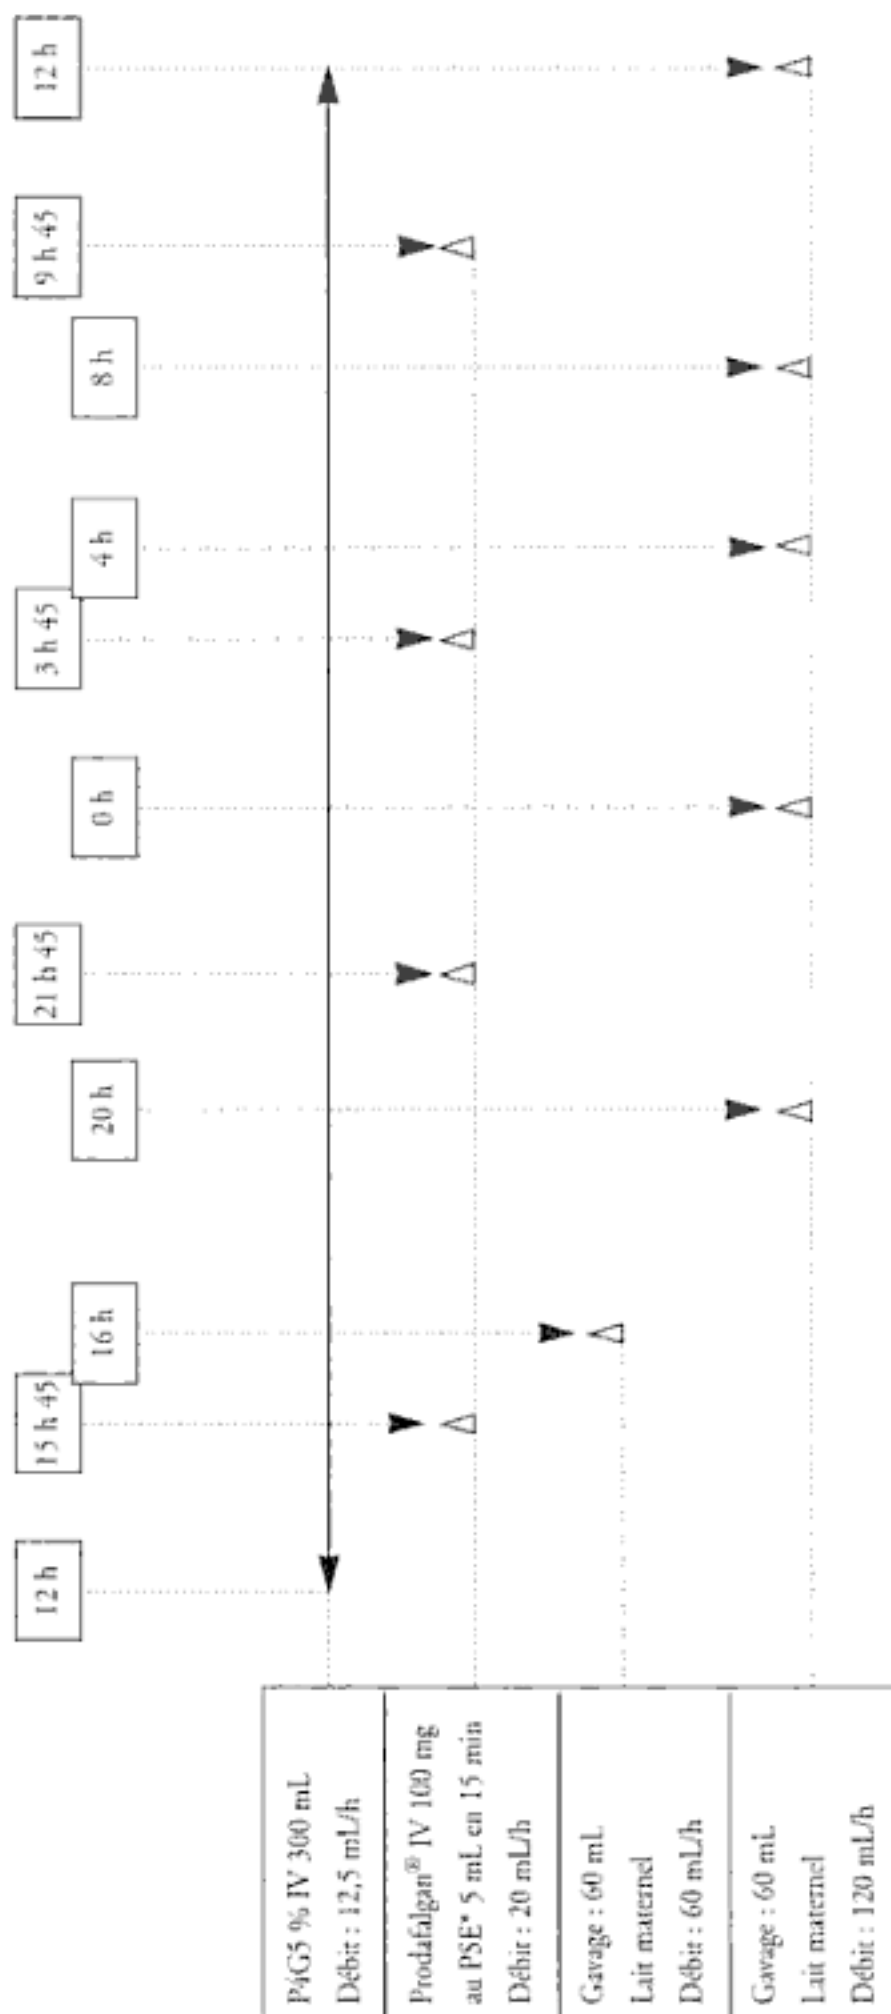 12 h
15 h 45
16 h
20 h
21 h 45
0 h
3 h 45
4 h
8 h
9 h 45
12 h
P4G5 % IV 300 mL
Débit : 12,5 mL/h
Prodafalgan® IV 100 mg
au PSE* 5 mL en 15 min
Débit : 20 mL/h
Gavage : 60 mL
Lait maternel
Débit : 60 mL/h
Gavage : 60 mL
Lait maternel
Débit : 120 mL/h